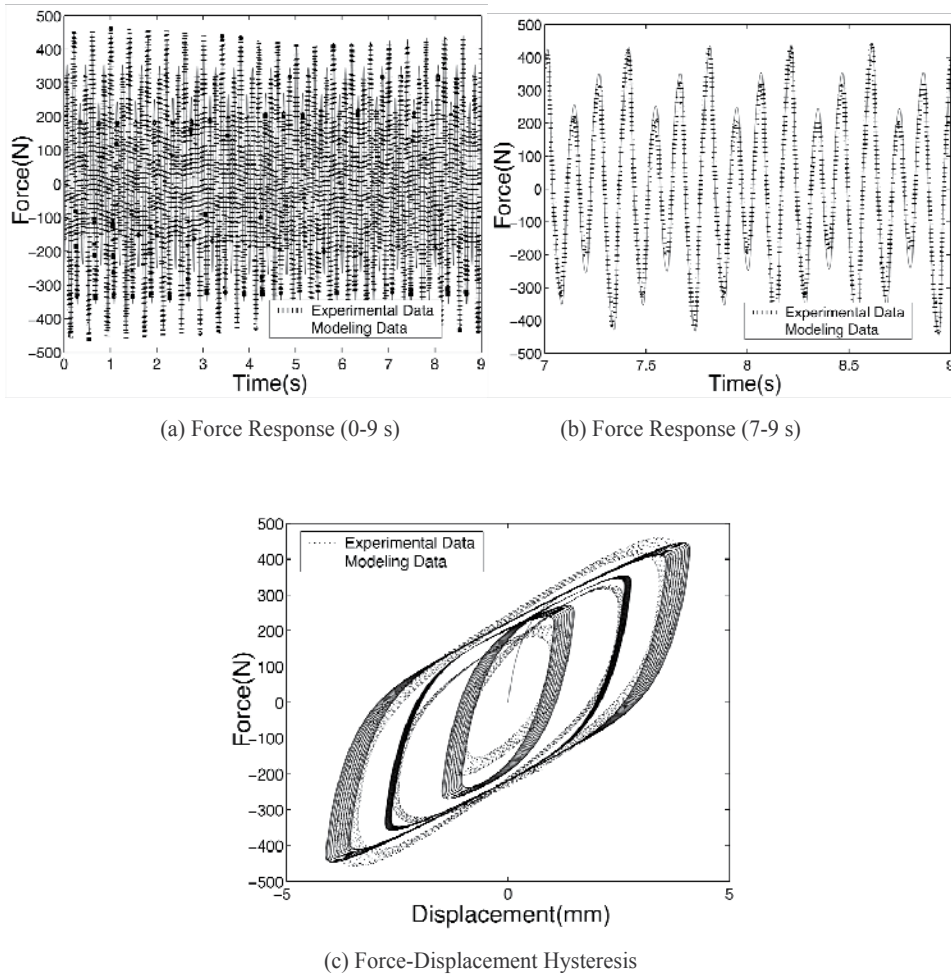 500
400
300
200
100
0
−100
−200
−300
−400
−500
Force(N)
Experimental Data
Modeling Data
0 1 2 3 4 5 6 7 8 9
Time(s)
500
400
300
200
100
0
−100
−200
−300
−400
−500
Force(N)
Experimental Data
Modeling Data
7 7.5 8 8.5 9
Time(s)
(a) Force Response (0-9 s)
(b) Force Response (7-9 s)
500
400
300
200
100
0
−100
−200
−300
−400
−500
Force(N)
Experimental Data
Modeling Data
−5 0 5
Displacement(mm)
(c) Force-Displacement Hysteresis